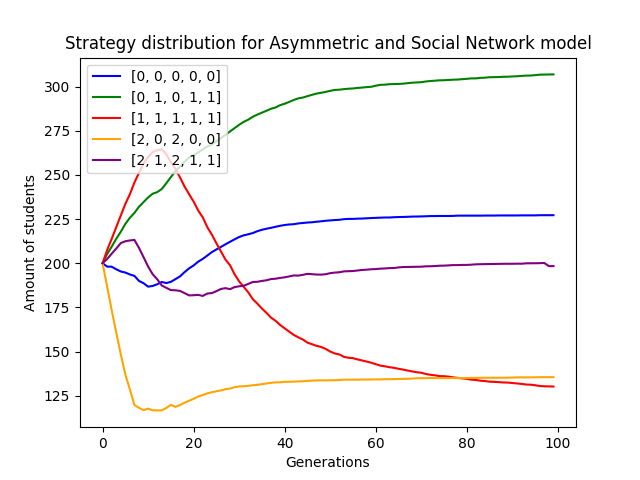 Strategy distribution for Asymmetric and Social Network model
[0, 0, 0, 0, 0]
[0, 1, 0, 1, 1]
[1, 1, 1, 1, 1]
[2, 0, 2, 0, 0]
[2, 1, 2, 1, 1]
Amount of students
300
275
250
225
200
175
150
125
0 20 40 60 80 100
Generations